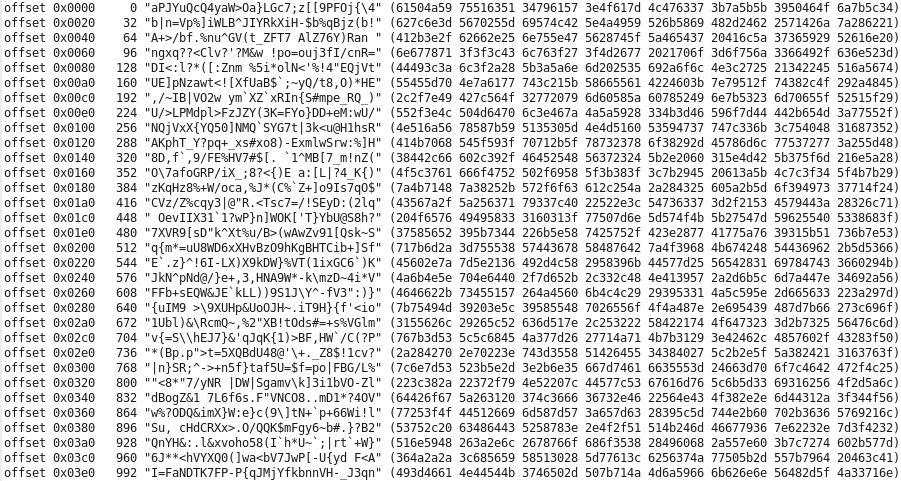 offset 0x0000 0 "aPJYuQcQ4yaW>Oa}LGc7;z[[9PFOj{\4" (61504a59 75516351 34796157 3e4f617d 4c476337 3b7a5b5b 3950464f 6a7b5c34)
offset 0x0020 32 "b|n=Vp%]iWLB^JIYRkXiH-$b%qBjz(b!" (627c6e3d 5670255d 69574c42 5e4a4959 526b5869 482d2462 2571426a 7a286221)
offset 0x0040 64 "A+>/bf.%nu^GV(t_ZFT7 AlZ76Y)Ran " (412b3e2f 62662e25 6e755e47 5628745f 5a465437 20416c5a 37365929 52616e20)
offset 0x0060 96 "ngxq??<Clv?'?M&w !po=ouj3fI/cnR=" (6e677871 3f3f3c43 6c763f27 3f4d2677 2021706f 3d6f756a 3366492f 636e523d)
offset 0x0080 128 "DI<:l?*([:Znm %5i*olN<'%!4"EQjVt" (44493c3a 6c3f2a28 5b3a5a6e 6d202535 692a6f6c 4e3c2725 21342245 516a5674)
offset 0x00a0 160 "UE]pNzawt<![XfUaB$`;~yQ/t8,O)*HE" (55455d70 4e7a6177 743c215b 58665561 4224603b 7e79512f 74382c4f 292a4845)
offset 0x00c0 192 ",/~IB|VO2w ym`XZ`xRIn{S#mpe_RQ_)" (2c2f7e49 427c564f 32772079 6d60585a 60785249 6e7b5323 6d70655f 52515f29)
offset 0x00e0 224 "U/>LPMdpl>FzJZY(3K=FYo}DD+eM:wU/" (552f3e4c 504d6470 6c3e467a 4a5a5928 334b3d46 596f7d44 442b654d 3a77552f)
offset 0x0100 256 "NQjVxX{YQ50]NMQ`SYG7t|3k<u@H1hsR" (4e516a56 78587b59 5135305d 4e4d5160 53594737 747c336b 3c754048 31687352)
offset 0x0120 288 "AKphT_Y?pq+_xs#xo8)-ExmlwSrw:%]H" (414b7068 545f593f 70712b5f 78732378 6f38292d 45786d6c 77537277 3a255d48)
offset 0x0140 320 "8D,f`,9/FE%HV7#$[. `1^MB[7_m!nZ(" (38442c66 602c392f 46452548 56372324 5b2e2060 315e4d42 5b375f6d 216e5a28)
offset 0x0160 352 "O\7afoGRP/iX_;8?<{)E a:[L|?4_K{)" (4f5c3761 666f4752 502f6958 5f3b383f 3c7b2945 20613a5b 4c7c3f34 5f4b7b29)
offset 0x0180 384 "zKqHz8%+W/oca,%J*(C%`Z+]o9Is7qO$" (7a4b7148 7a38252b 572f6f63 612c254a 2a284325 605a2b5d 6f394973 37714f24)
offset 0x01a0 416 "CVz/Z%cqy3|@"R.<Tsc7=/!SEyD:(2lq" (43567a2f 5a256371 79337c40 22522e3c 54736337 3d2f2153 4579443a 28326c71)
offset 0x01c0 448 " OevIIX31`1?wP}n]WOK['T}YbU@S8h?" (204f6576 49495833 3160313f 77507d6e 5d574f4b 5b27547d 59625540 5338683f)
offset 0x01e0 480 "7XVR9[sD"k^Xt%u/B>(wAwZv91[Qsk~S" (37585652 395b7344 226b5e58 7425752f 423e2877 41775a76 39315b51 736b7e53)
offset 0x0200 512 "q{m*=uU8WD6xXHvBzO9hKgBHTCib+]Sf" (717b6d2a 3d755538 57443678 58487642 7a4f3968 4b674248 54436962 2b5d5366)
offset 0x0220 544 "E`.z}^!6I-LX)X9kDW}%VT(1ixGC6`)K" (45602e7a 7d5e2136 492d4c58 2958396b 44577d25 56542831 69784743 3660294b)
offset 0x0240 576 "JkN^pNd@/}e+,3,HNA9W*-k\mzD~4i*V" (4a6b4e5e 704e6440 2f7d652b 2c332c48 4e413957 2a2d6b5c 6d7a447e 34692a56)
offset 0x0260 608 "FFb+sEQW&JE`kLL))9S1J\Y^-fV3":)}" (4646622b 73455157 264a4560 6b4c4c29 29395331 4a5c595e 2d665633 223a297d)
offset 0x0280 640 "{uIM9 >\9XUHp&UoOJH~.iT9H}{f'<io" (7b75494d 39203e5c 39585548 7026556f 4f4a487e 2e695439 487d7b66 273c696f)
offset 0x02a0 672 "1Ubl)&\RcmQ~,%2"XB!tOds#=+s%VGlm" (3155626c 29265c52 636d517e 2c253222 58422174 4f647323 3d2b7325 56476c6d)
offset 0x02c0 704 "v{=S\\hEJ7}&'qJqK{1)>BF,HW`/C(?P" (767b3d53 5c5c6845 4a377d26 27714a71 4b7b3129 3e42462c 4857602f 43283f50)
offset 0x02e0 736 "*(Bp.p">t=5XQBdU48@'\+._Z8$!1cv?" (2a284270 2e70223e 743d3558 51426455 34384027 5c2b2e5f 5a382421 3163763f)
offset 0x0300 768 "|n}SR;^->+n5f}taf5U=$f=po|FBG/L%" (7c6e7d53 523b5e2d 3e2b6e35 667d7461 6635553d 24663d70 6f7c4642 472f4c25)
offset 0x0320 800 ""<8*"7/yNR |DW|Sgamv\k]3i1bVO-Zl" (223c382a 22372f79 4e52207c 44577c53 67616d76 5c6b5d33 69316256 4f2d5a6c)
offset 0x0340 832 "dBogZ&1 7L6f6s.F"VNCO8..mD1*?4OV" (64426f67 5a263120 374c3666 36732e46 22564e43 4f382e2e 6d44312a 3f344f56)
offset 0x0360 864 "w%?ODQ&imX}W:e}c(9\]tN+`p+66Wi!l" (77253f4f 44512669 6d587d57 3a657d63 28395c5d 744e2b60 702b3636 5769216c)
offset 0x0380 896 "Su, cHdCRXx>.O/QQK$mFgy6~b#.}?B2" (53752c20 63486443 5258783e 2e4f2f51 514b246d 46677936 7e62232e 7d3f4232)
offset 0x03a0 928 "QnYH&:.l&xvoho58(I`h*U~`;|rt`+W}" (516e5948 263a2e6c 2678766f 686f3538 28496068 2a557e60 3b7c7274 602b577d)
offset 0x03c0 960 "6J**<hVYXQ0(]wa<bV7JwP[-U{yd F<A" (364a2a2a 3c685659 58513028 5d77613c 6256374a 77505b2d 557b7964 20463c41)
offset 0x03e0 992 "I=FaNDTK7FP-P{qJMjYfkbnnVH-_J3qn" (493d4661 4e44544b 3746502d 507b714a 4d6a5966 6b626e6e 56482d5f 4a33716e)